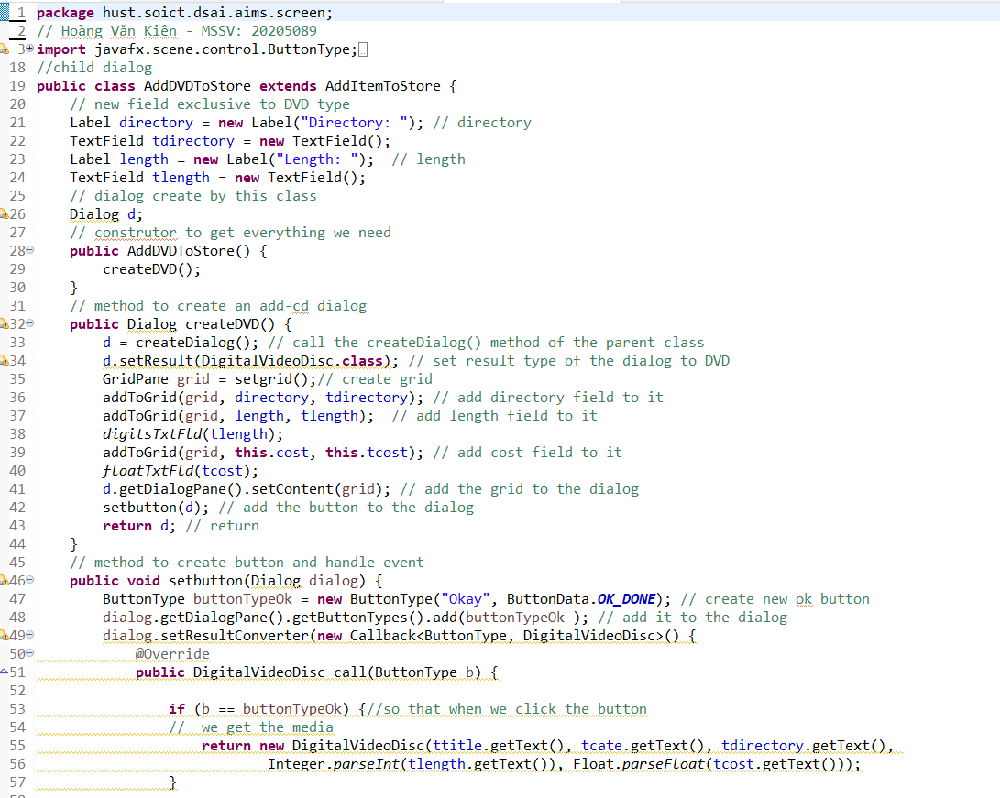 1 package hust.soict.dsai.aims.screen;
2 // Hoàng Văn Kiên - MSSV: 20205089
3 import javafx.scene.control.ButtonType;
18 //child dialog
19 public class AddDVDToStore extends AddItemToStore {
20 // new field exclusive to DVD type
21 Label directory = new Label("Directory: "); // directory
22 TextField tdirectory = new TextField();
23 Label length = new Label("Length: ");  // length
24 TextField tlength = new TextField();
25 // dialog create by this class
26 Dialog d;
27 // construtor to get everything we need
28 public AddDVDToStore() {
29 createDVD();
30 }
31 // method to create an add-cd dialog
32 public Dialog createDVD() {
33 d = createDialog(); // call the createDialog() method of the parent class
34 d.setResult(DigitalVideoDisc.class); // set result type of the dialog to DVD
35 GridPane grid = setgrid();// create grid
36 addToGrid(grid, directory, tdirectory); // add directory field to it
37 addToGrid(grid, length, tlength);  // add length field to it
38 digitsTxtFld(tlength);
39 addToGrid(grid, this.cost, this.tcost); // add cost field to it
40 floatTxtFld(tcost);
41 d.getDialogPane().setContent(grid); // add the grid to the dialog
42 setbutton(d); // add the button to the dialog
43 return d; // return
44 }
45 // method to create button and handle event
46 public void setbutton(Dialog dialog) {
47 ButtonType buttonTypeOk = new ButtonType("Okay", ButtonData.OK_DONE); // create new ok button
48 dialog.getDialogPane().getButtonTypes().add(buttonTypeOk ); // add it to the dialog
49 dialog.setResultConverter(new Callback<ButtonType, DigitalVideoDisc>() {
50 @Override
51 public DigitalVideoDisc call(ButtonType b) {
52
53 if (b == buttonTypeOk) {//so that when we click the button
54 //  we get the media
55 return new DigitalVideoDisc(ttitle.getText(), tcate.getText(), tdirectory.getText(),
56 Integer.parseInt(tlength.getText()), Float.parseFloat(tcost.getText()));
57 }